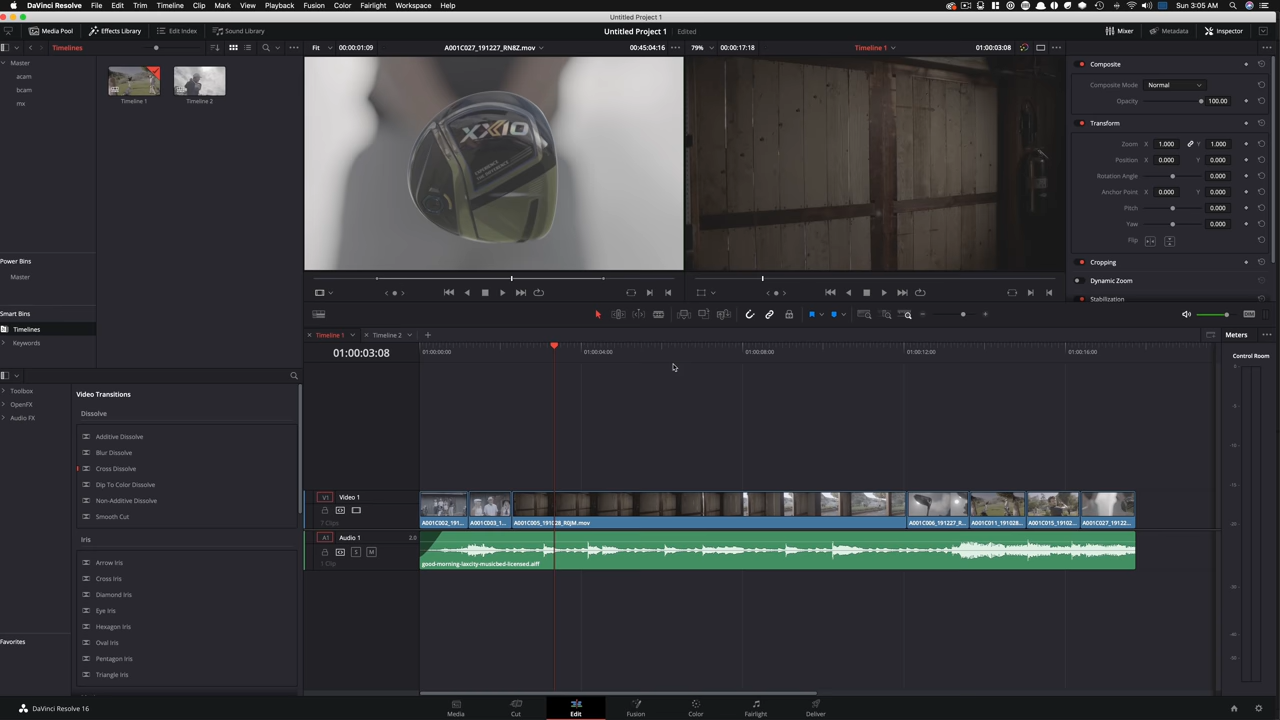 DaVinci Resolve File Edit Trim Timeline Clip Mark View Playback Fusion Color Fairlight Workspace Help
Sun 3:05 AM
Untitled Project 1
Media Pool Effects Library Edit Index Sound Library
Untitled Project 1 Edited
Mixer Metadata Inspector
Timelines
Fit 00:00:01:09 A001C027_191227_RN8Z.mov 00:45:04:16
79% 00:00:17:18 Timeline 1 01:00:03:08
Master
acam
bcam
mx
Timeline 1
Timeline 2
Power Bins
Master
Smart Bins
Timelines
Keywords
XXIO
EXPERIENCE
THE DIFFERENCE
Composite
Composite Mode Normal
Opacity 100.00
Transform
Zoom X 1.000 Y 1.000
Position X 0.000 Y 0.000
Rotation Angle 0.000
Anchor Point X 0.000 Y 0.000
Pitch 0.000
Yaw 0.000
Flip
Cropping
Dynamic Zoom
Stabilization
DIM
Timeline 1 Timeline 2
Meters
01:00:03:08
01:00:00:00 01:00:04:00 01:00:08:00 01:00:12:00 01:00:16:00
Control Room
Toolbox
OpenFX
Audio FX
Favorites
Video Transitions
Dissolve
Additive Dissolve
Blur Dissolve
Cross Dissolve
Dip To Color Dissolve
Non-Additive Dissolve
Smooth Cut
Iris
Arrow Iris
Cross Iris
Diamond Iris
Eye Iris
Hexagon Iris
Oval Iris
Pentagon Iris
Triangle Iris
V1 Video 1
7 Clips
A001C002_191... A001C003_1... A001C005_191028_R0JM.mov A001C006_191227_R... A001C011_191028... A001C015_1910... A001C027_19122...
A1 Audio 1 2.0
S M
1 Clip
good-morning-laxcity-musicbed-licensed.aiff
DaVinci Resolve 16
Media Cut Edit Fusion Color Fairlight Deliver